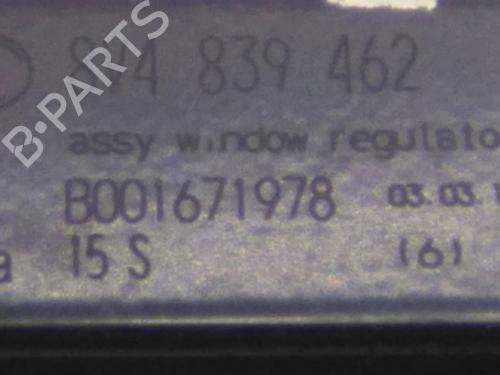 839 462
assy window regulato
B001671978 03.03.
15 S (6)
B-PARTS